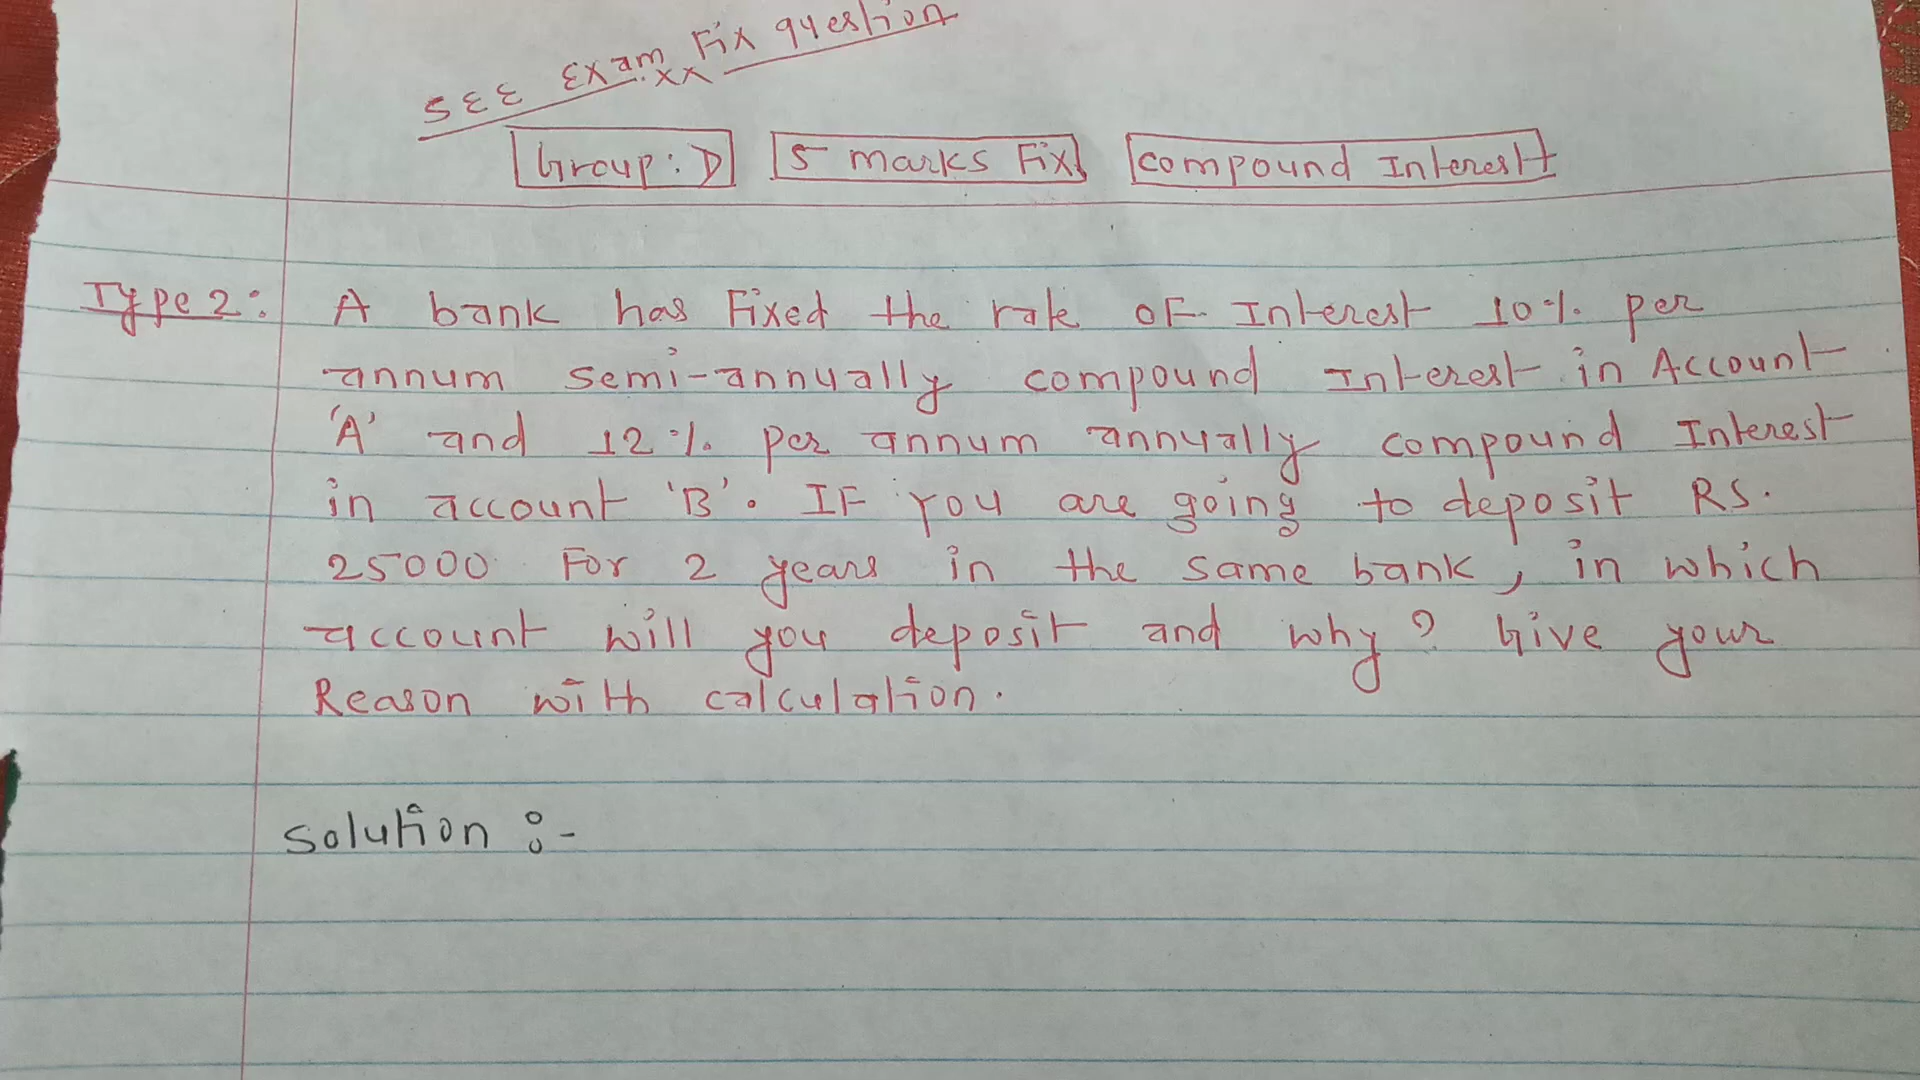 SEE Exam Fix question
Group: D 5 marks Fix Compound Interest
Type 2: A bank has Fixed the rate of Interest 10% per
annum semi-annually compound Interest in Account
'A' and 12% per annum annually compound Interest
in account 'B'. If you are going to deposit RS.
25000 For 2 years in the same bank, in which
account will you deposit and why? Give your
Reason with calculation.
Solution :-